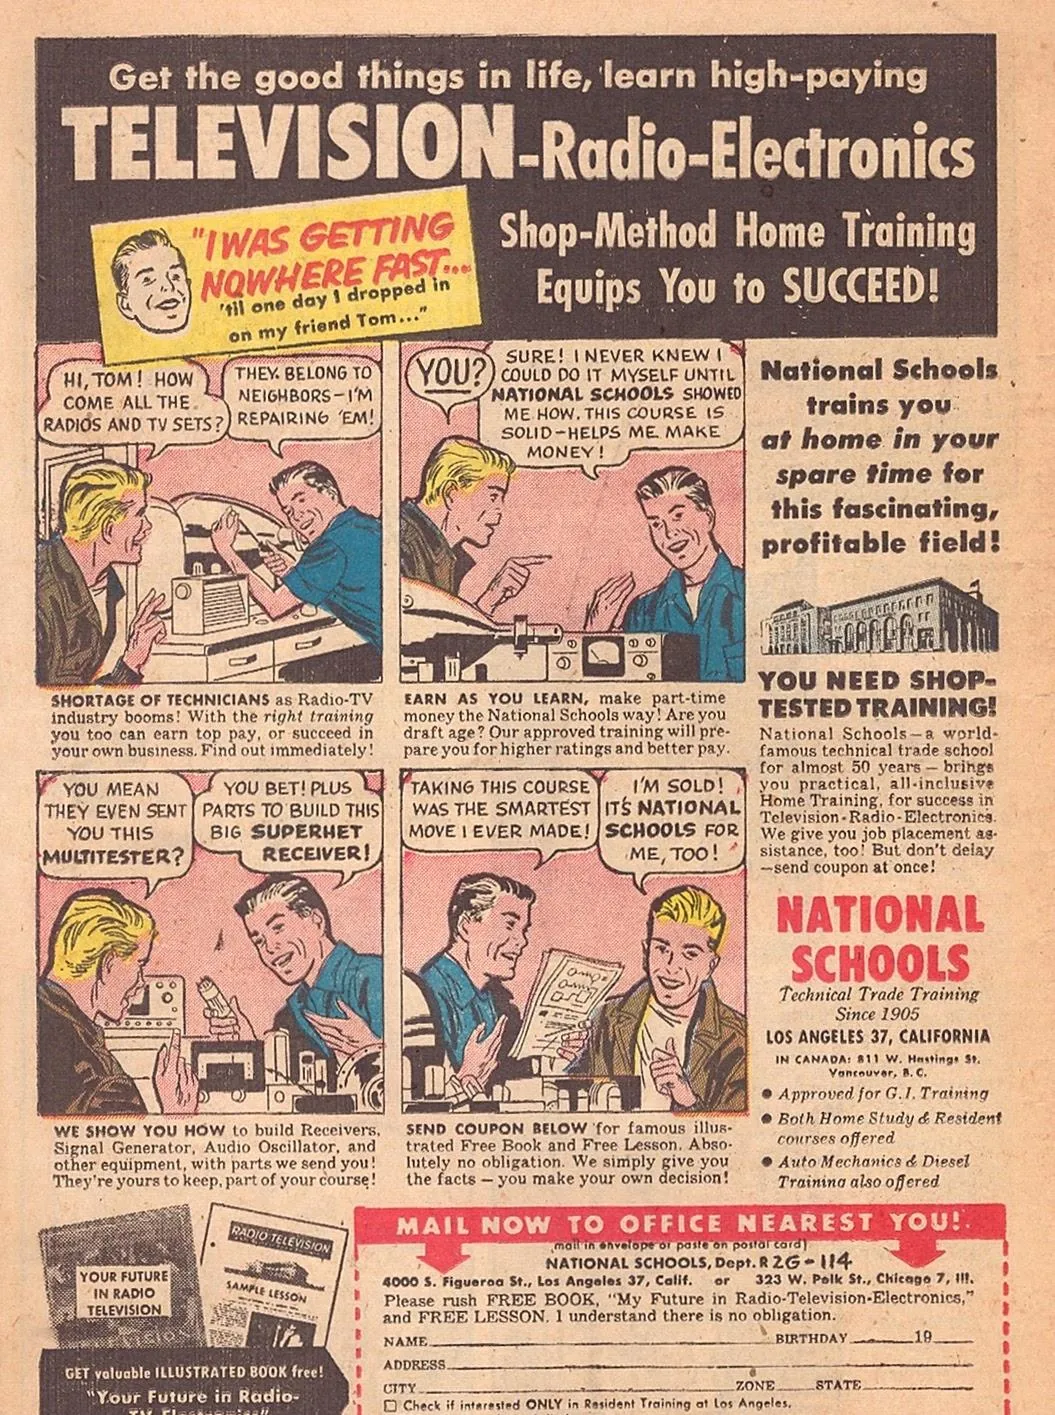 Get the good things in life, learn high-paying
TELEVISION-Radio-Electronics
Shop-Method Home Training
Equips You to SUCCEED!
"I WAS GETTING
NOWHERE FAST...
'til one day I dropped in
on my friend Tom..."
HI, TOM! HOW
COME ALL THE
RADIOS AND TV SETS?
THEY BELONG TO
NEIGHBORS-I'M
REPAIRING 'EM!
YOU?
SURE! I NEVER KNEW I
COULD DO IT MYSELF UNTIL
NATIONAL SCHOOLS SHOWED
ME HOW. THIS COURSE IS
SOLID-HELPS ME MAKE
MONEY!
SHORTAGE OF TECHNICIANS as Radio-TV
industry booms! With the right training
you too can earn top pay, or succeed in
your own business. Find out immediately!
EARN AS YOU LEARN, make part-time
money the National Schools way! Are you
draft age? Our approved training will pre-
pare you for higher ratings and better pay.
YOU MEAN
THEY EVEN SENT
YOU THIS
MULTITESTER?
YOU BET! PLUS
PARTS TO BUILD THIS
BIG SUPERHET
RECEIVER!
TAKING THIS COURSE
WAS THE SMARTEST
MOVE I EVER MADE!
I'M SOLD!
IT'S NATIONAL
SCHOOLS FOR
ME, TOO!
WE SHOW YOU HOW to build Receivers,
Signal Generator, Audio Oscillator, and
other equipment, with parts we send you!
They're yours to keep, part of your course!
SEND COUPON BELOW for famous illus-
trated Free Book and Free Lesson. Abso-
lutely no obligation. We simply give you
the facts – you make your own decision!
National Schools
trains you
at home in your
spare time for
this fascinating,
profitable field!
YOU NEED SHOP-
TESTED TRAINING!
National Schools–a world-
famous technical trade school
for almost 50 years – brings
you practical, all-inclusive
Home Training, for success in
Television-Radio-Electronics.
We give you job placement as-
sistance, too! But don't delay
–send coupon at once!
NATIONAL
SCHOOLS
Technical Trade Training
Since 1905
LOS ANGELES 37, CALIFORNIA
IN CANADA: 811 W. Hastings St.
Vancouver, B.C.
● Approved for G.I. Training
● Both Home Study & Resident
courses offered
● Auto Mechanics & Diesel
Training also offered
YOUR FUTURE
IN RADIO
TELEVISION
RADIO TELEVISION
SAMPLE LESSON
GET valuable ILLUSTRATED BOOK free!
"Your Future in Radio-
TV Electronics"
MAIL NOW TO OFFICE NEAREST YOU!
(mail in envelope or paste on postal card)
NATIONAL SCHOOLS, Dept. R2G-114
4000 S. Figueroa St., Los Angeles 37, Calif. or 323 W. Polk St., Chicago 7, Ill.
Please rush FREE BOOK, "My Future in Radio-Television-Electronics,"
and FREE LESSON. I understand there is no obligation.
NAME BIRTHDAY 19
ADDRESS
CITY ZONE STATE
☐ Check if interested ONLY in Resident Training at Los Angeles.